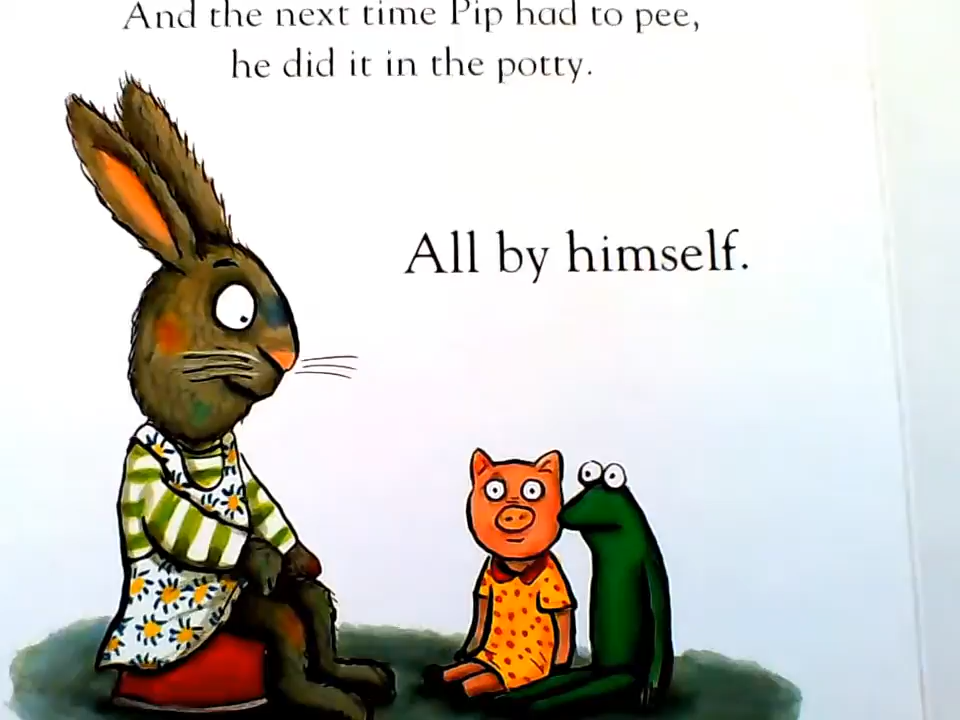 And the next time Pip had to pee,
he did it in the potty.
All by himself.